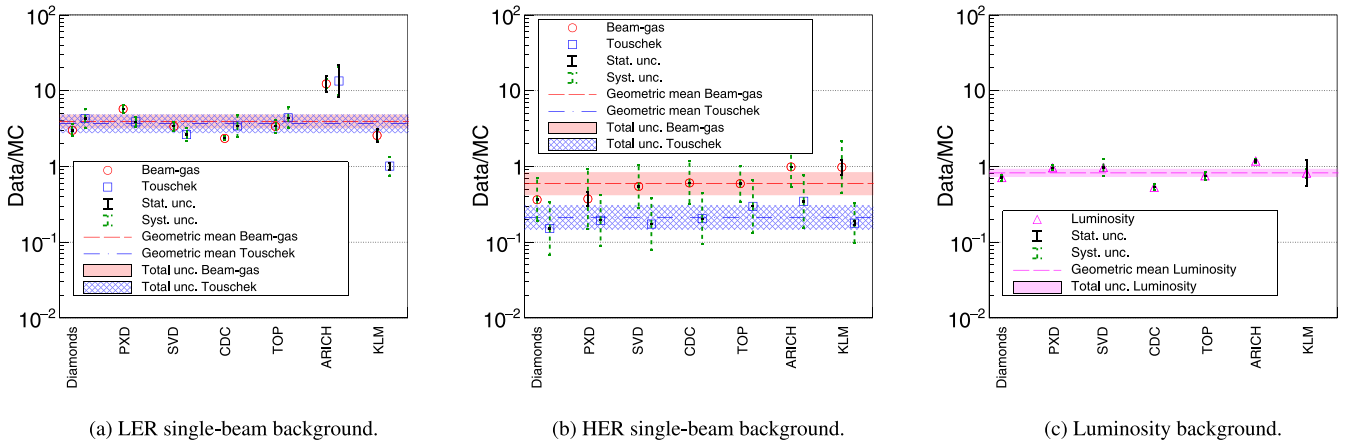 Data/MC
10²
10
1
10⁻¹
10⁻²
Beam-gas
Touschek
Stat. unc.
Syst. unc.
Geometric mean Beam-gas
Geometric mean Touschek
Total unc. Beam-gas
Total unc. Touschek
Diamonds
PXD
SVD
CDC
TOP
ARICH
KLM
(a) LER single-beam background.
Data/MC
10²
10
1
10⁻¹
10⁻²
Beam-gas
Touschek
Stat. unc.
Syst. unc.
Geometric mean Beam-gas
Geometric mean Touschek
Total unc. Beam-gas
Total unc. Touschek
Diamonds
PXD
SVD
CDC
TOP
ARICH
KLM
(b) HER single-beam background.
Data/MC
10²
10
1
10⁻¹
10⁻²
Luminosity
Stat. unc.
Syst. unc.
Geometric mean Luminosity
Total unc. Luminosity
Diamonds
PXD
SVD
CDC
TOP
ARICH
KLM
(c) Luminosity background.